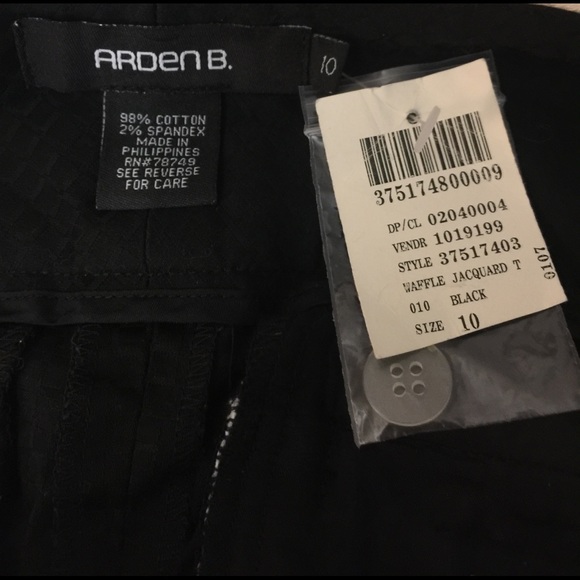 ARDEN B.
10
98% COTTON
2% SPANDEX
MADE IN
PHILIPPINES
RN#78749
SEE REVERSE
FOR CARE
375174800009
DP/CL 02040004
VENDR 1019199
STYLE 37517403
WAFFLE JACQUARD T
010 BLACK
SIZE 10
0107